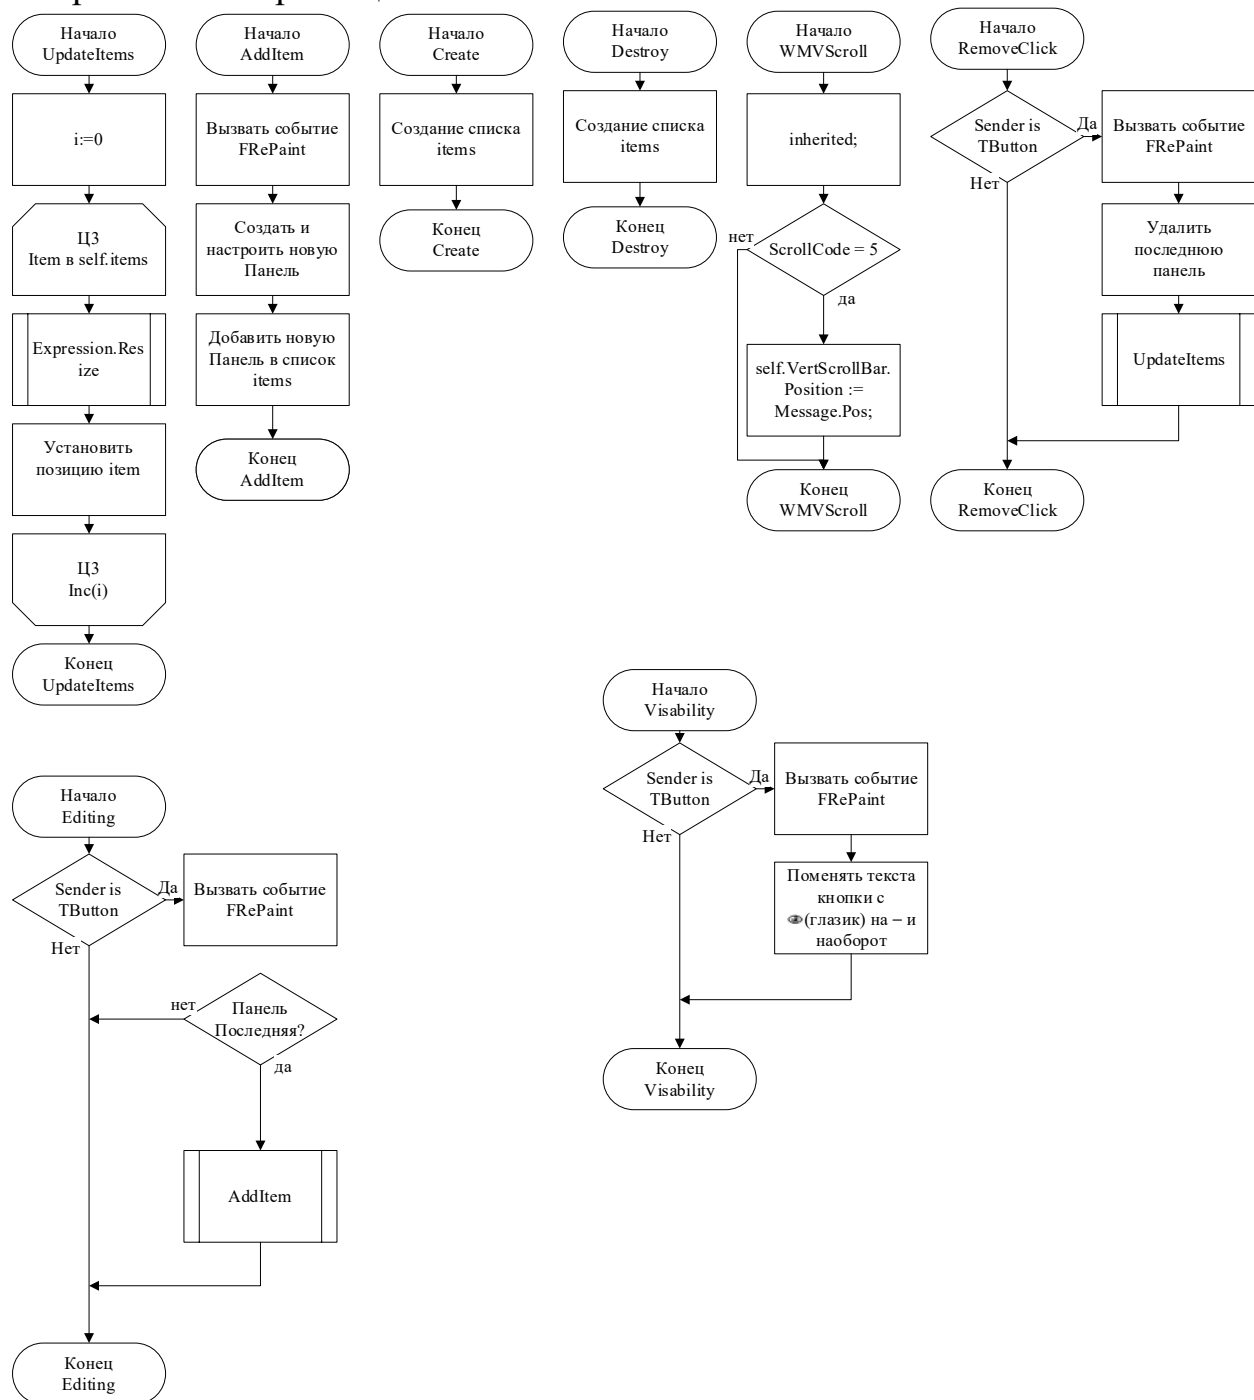 Начало
UpdateItems
i:=0
Ц3
Item в self.items
Expression.Res
ize
Установить
позицию item
Ц3
Inc(i)
Конец
UpdateItems
Начало
AddItem
Вызвать событие
FRePaint
Создать и
настроить новую
Панель
Добавить новую
Панель в список
items
Конец
AddItem
Начало
Create
Создание списка
items
Конец
Create
Начало
Destroy
Создание списка
items
Конец
Destroy
Начало
WMVScroll
inherited;
ScrollCode = 5
нет
да
self.VertScrollBar.
Position :=
Message.Pos;
Конец
WMVScroll
Начало
RemoveClick
Sender is
TButton
Да
Нет
Вызвать событие
FRePaint
Удалить
последнюю
панель
UpdateItems
Конец
RemoveClick
Начало
Editing
Sender is
TButton
Да
Нет
Вызвать событие
FRePaint
Панель
Последняя?
нет
да
AddItem
Конец
Editing
Начало
Visability
Sender is
TButton
Да
Нет
Вызвать событие
FRePaint
Поменять текста
кнопки с
👁(глазик) на – и
наоборот
Конец
Visability